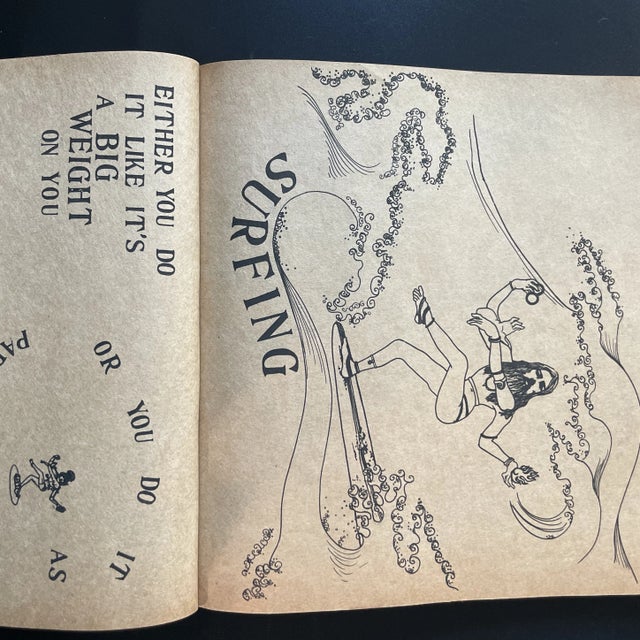 SURFING
EITHER YOU DO
IT LIKE IT'S
A BIG
WEIGHT
ON YOU
OR YOU DO IT AS